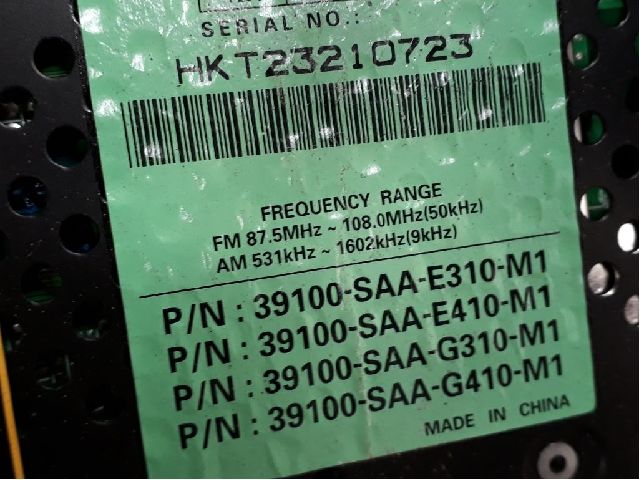 SERIAL NO.:
HKT23210723
FREQUENCY RANGE
FM 87.5MHz ~ 108.0MHz(50kHz)
AM 531kHz ~ 1602kHz(9kHz)
P/N : 39100-SAA-E310-M1
P/N : 39100-SAA-E410-M1
P/N : 39100-SAA-G310-M1
P/N : 39100-SAA-G410-M1
MADE IN CHINA